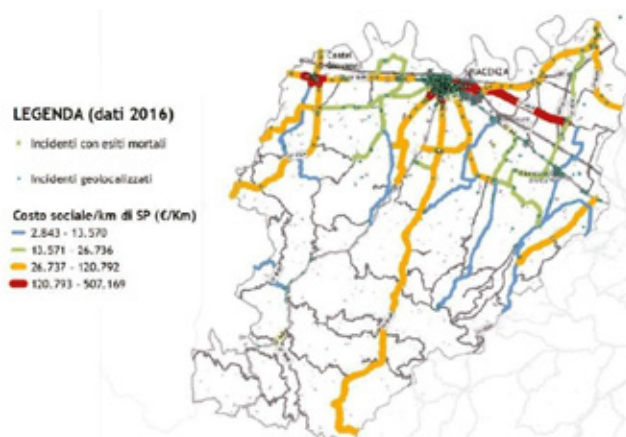 LEGENDA (dati 2016)
Incidenti con esiti mortali
Incidenti geolocalizzati
Costo sociale/km di SP (€/Km)
2.843 - 13.570
13.571 - 26.736
26.737 - 120.792
120.793 - 507.169
Castel
PIACENZA